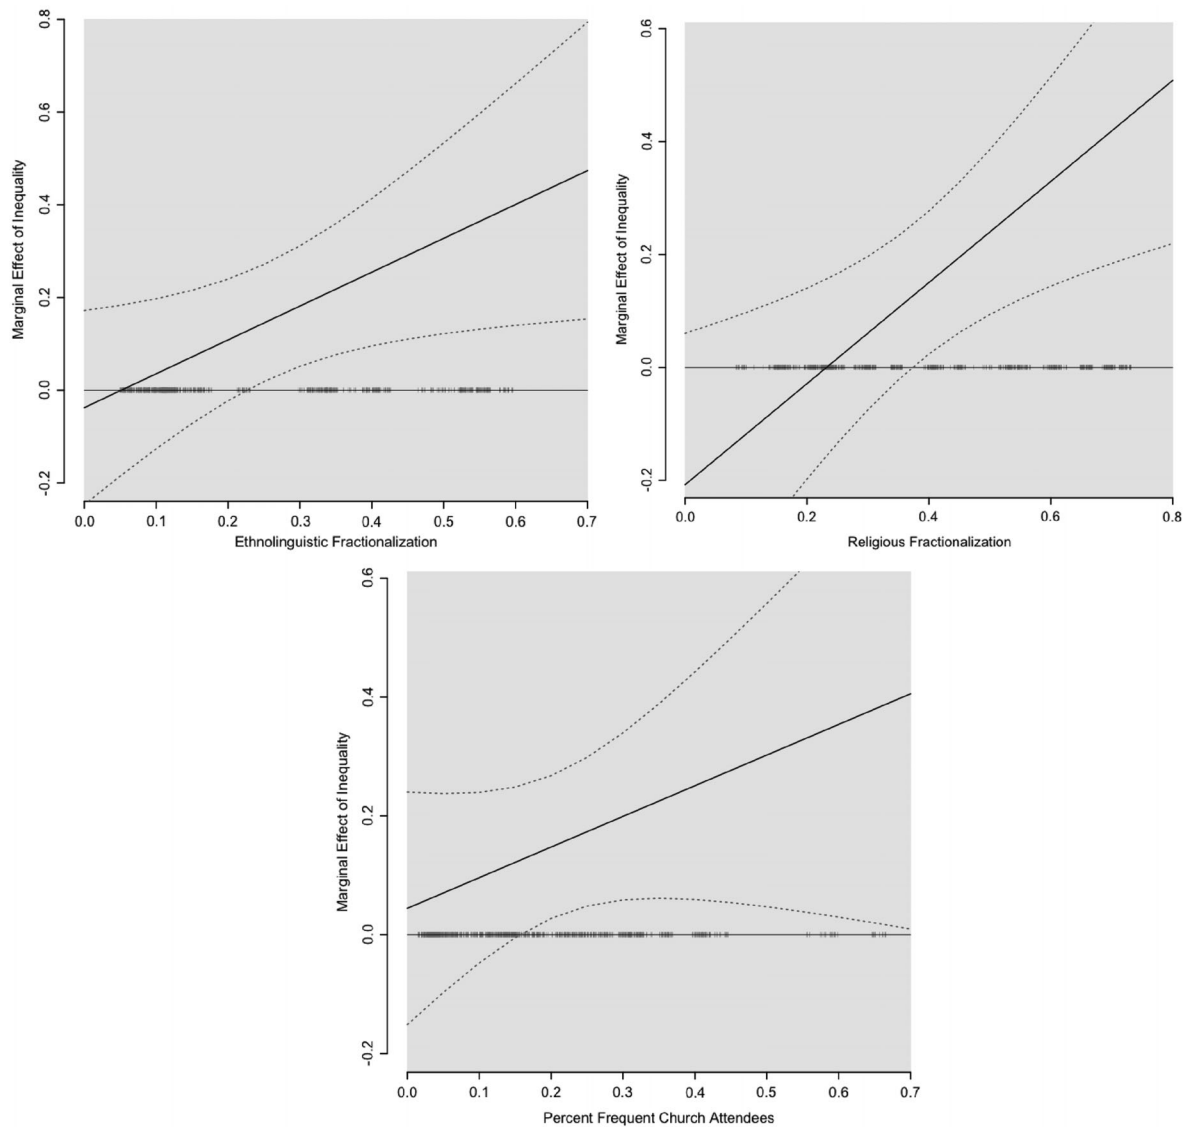 Marginal Effect of Inequality
0.8
0.6
0.4
0.2
0.0
-0.2
0.0 0.1 0.2 0.3 0.4 0.5 0.6 0.7
Ethnolinguistic Fractionalization
Marginal Effect of Inequality
0.6
0.4
0.2
0.0
-0.2
0.0 0.2 0.4 0.6 0.8
Religious Fractionalization
Marginal Effect of Inequality
0.6
0.4
0.2
0.0
-0.2
0.0 0.1 0.2 0.3 0.4 0.5 0.6 0.7
Percent Frequent Church Attendees